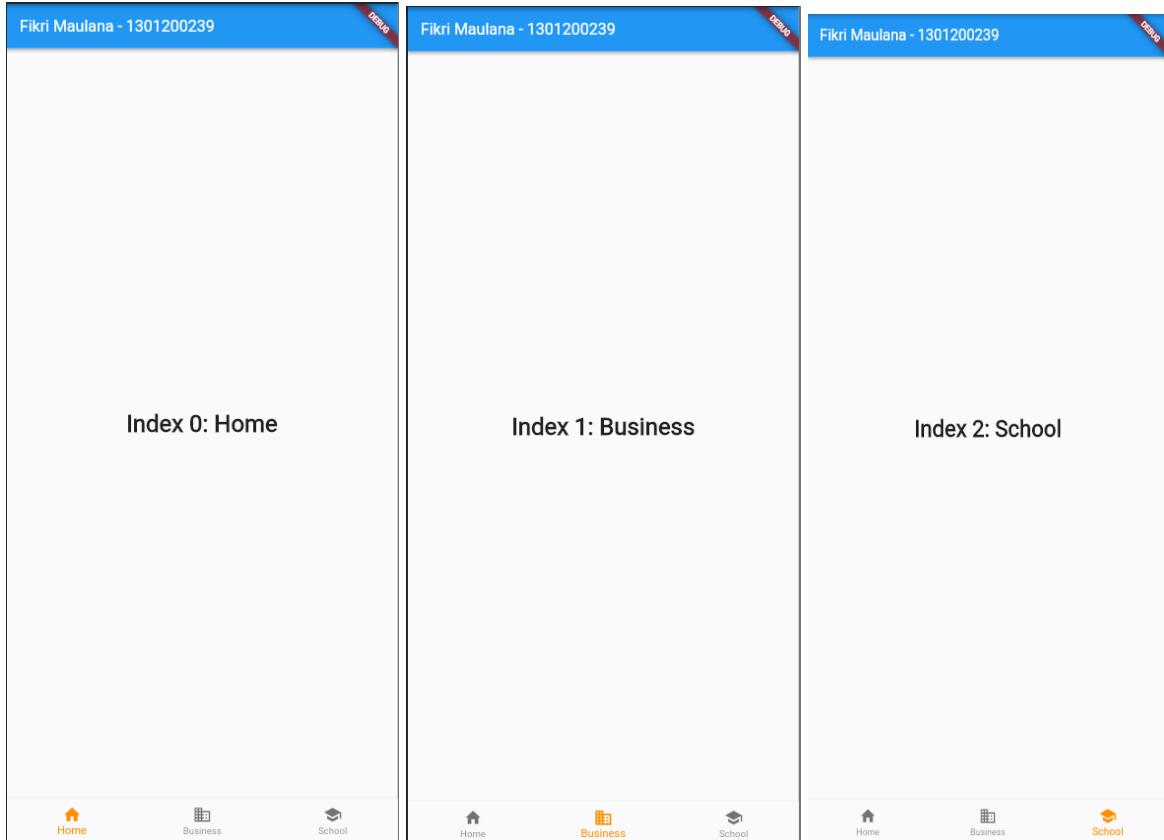 Fikri Maulana - 1301200239
DEBUG
Index 0: Home
Home
Business
School
Fikri Maulana - 1301200239
DEBUG
Index 1: Business
Home
Business
School
Fikri Maulana - 1301200239
DEBUG
Index 2: School
Home
Business
School